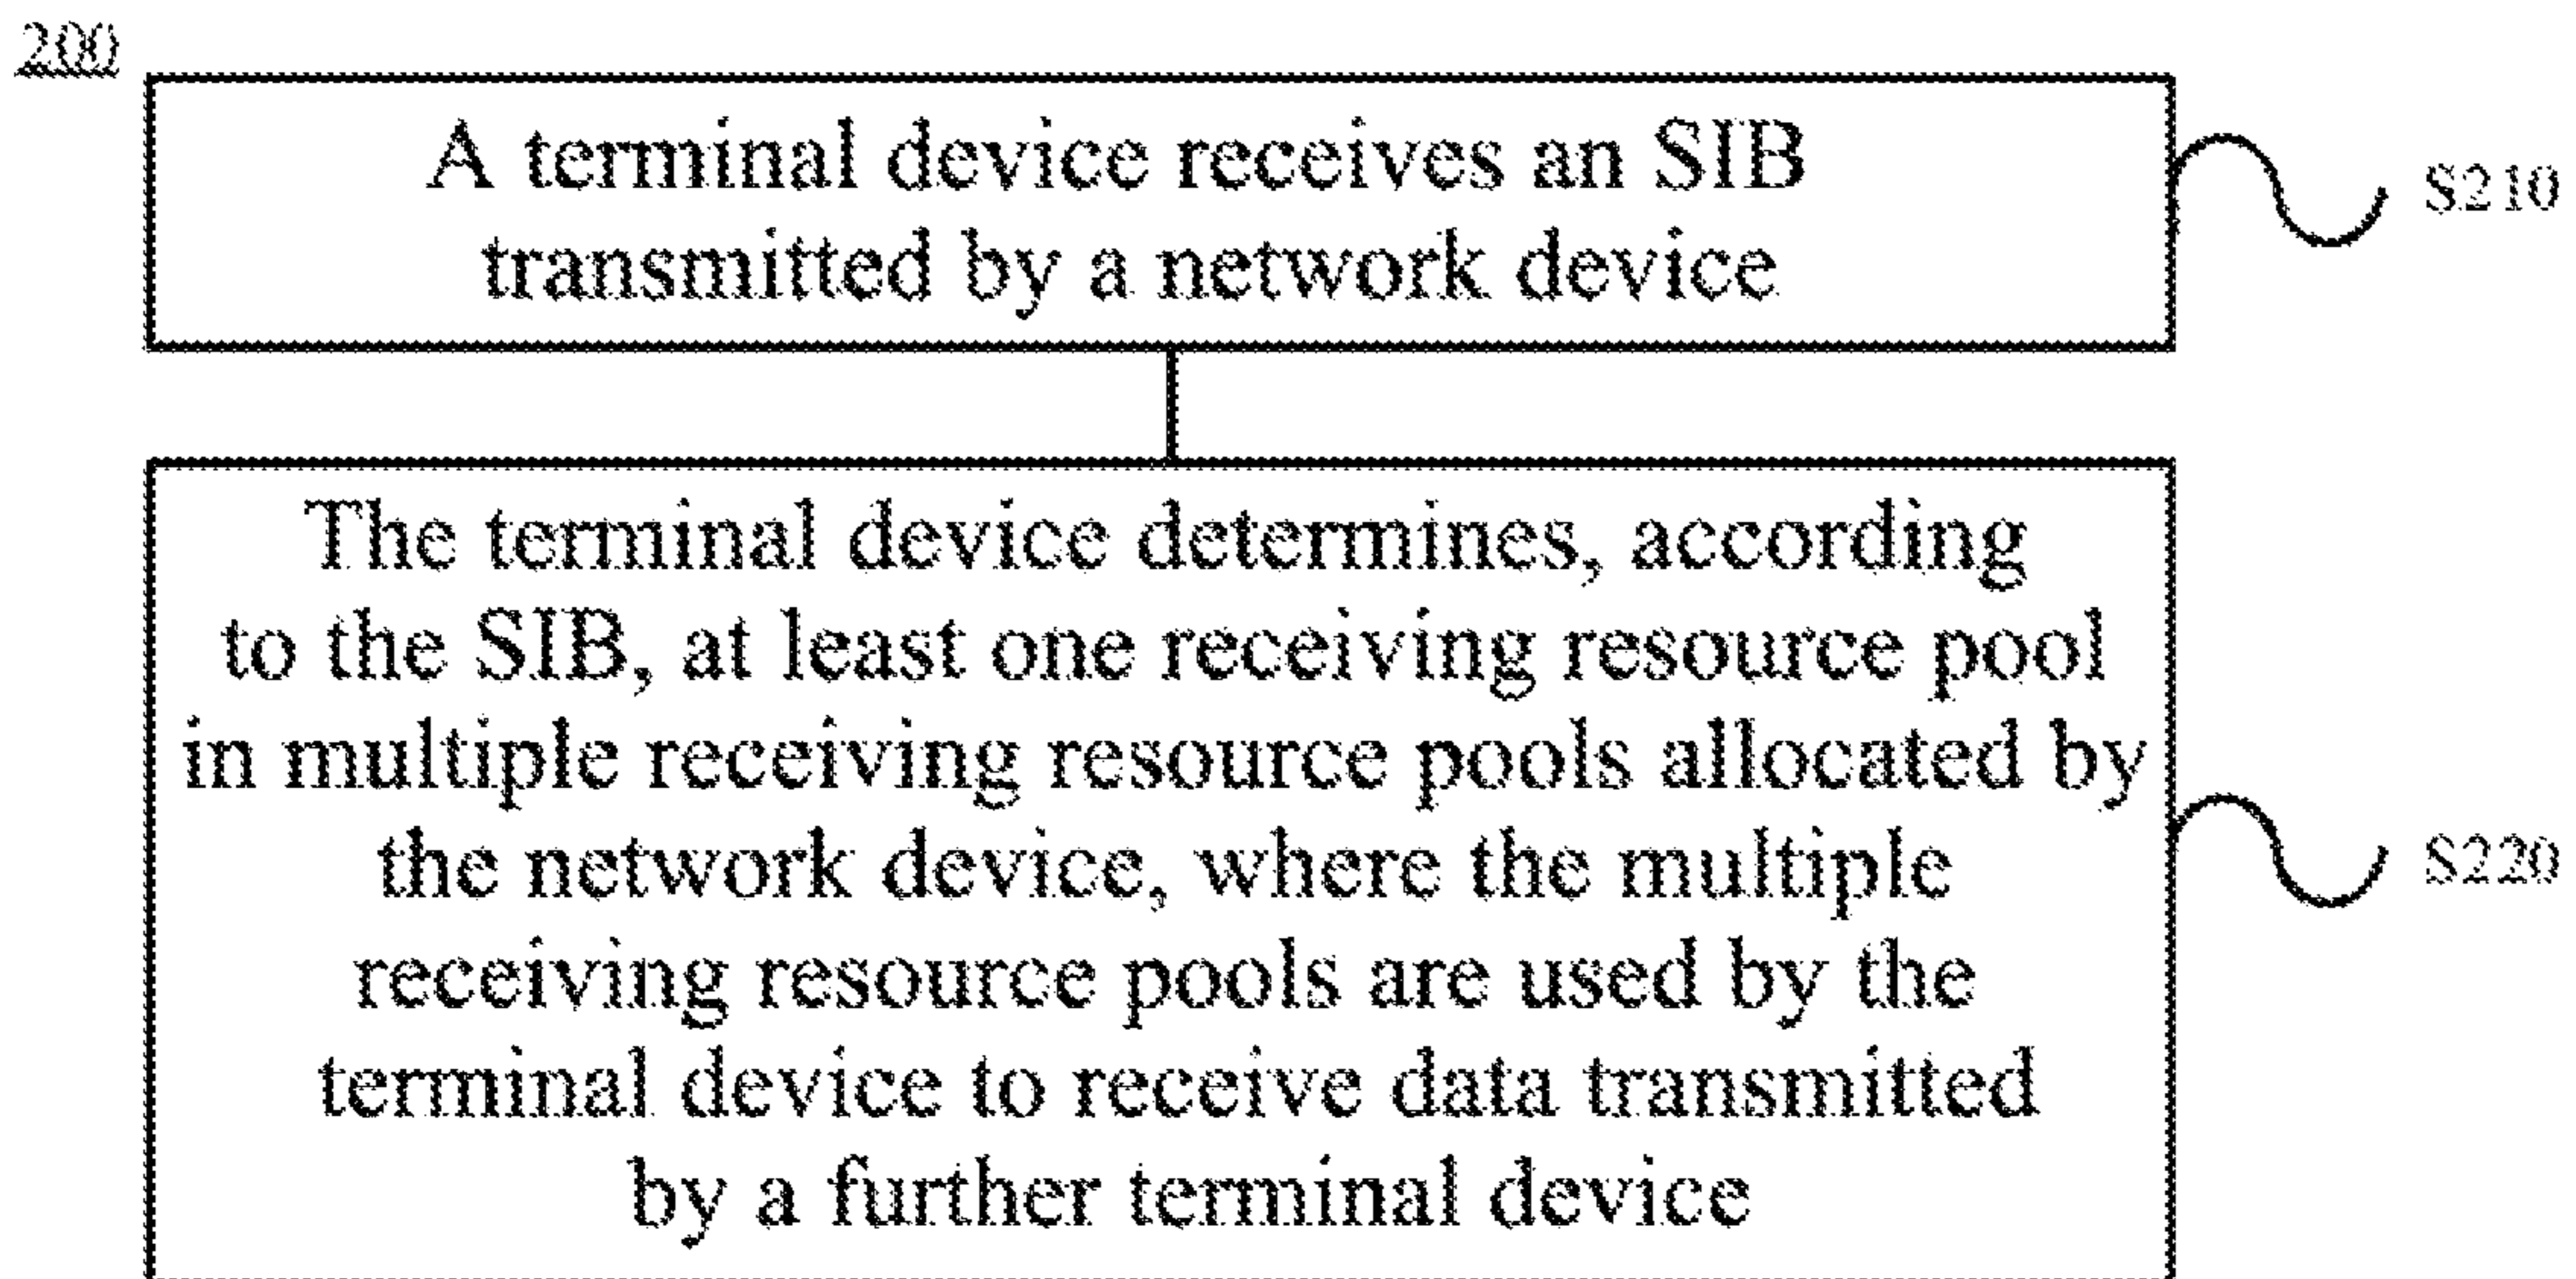 200
A terminal device receives an SIB
transmitted by a network device
S210
The terminal device determines, according
to the SIB, at least one receiving resource pool
in multiple receiving resource pools allocated by
the network device, where the multiple
receiving resource pools are used by the
terminal device to receive data transmitted
by a further terminal device
S220